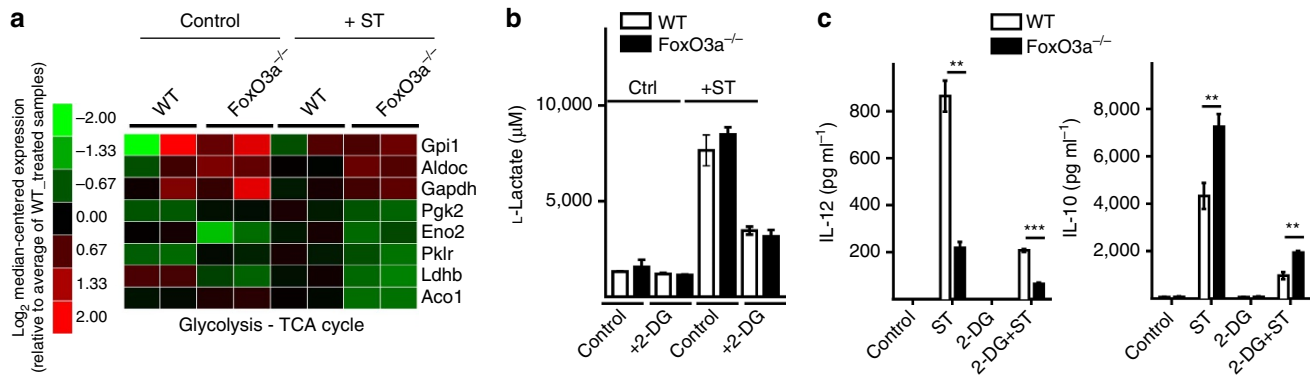 a
Control
+ ST
WT
FoxO3a–/–
WT
FoxO3a–/–
Log2 median-centered expression
(relative to average of WT_treated samples)
–2.00
–1.33
–0.67
0.00
0.67
1.33
2.00
Gpi1
Aldoc
Gapdh
Pgk2
Eno2
Pklr
Ldhb
Aco1
Glycolysis - TCA cycle
b
WT
FoxO3a–/–
Ctrl
+ST
L-Lactate (μM)
10,000
5,000
Control
+2-DG
Control
+2-DG
c
WT
FoxO3a–/–
IL-12 (pg ml–1)
800
600
400
200
**
***
Control
ST
2-DG
2-DG+ST
IL-10 (pg ml–1)
8,000
6,000
4,000
2,000
**
**
Control
ST
2-DG
2-DG+ST